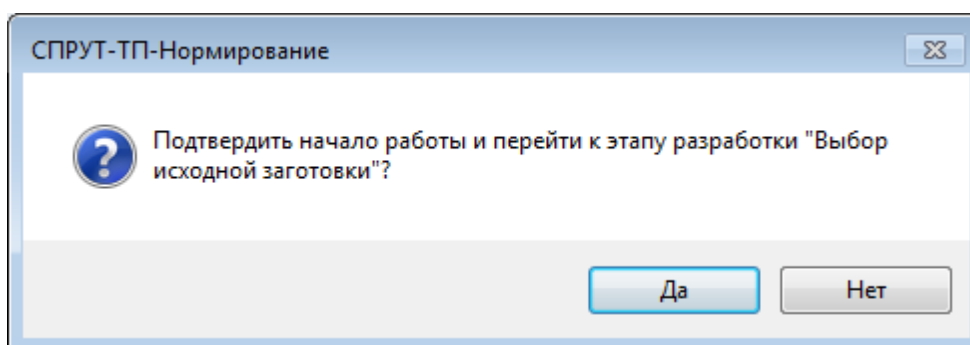 СПРУТ-ТП-Нормирование
Подтвердить начало работы и перейти к этапу разработки "Выбор
исходной заготовки"?
Да
Нет